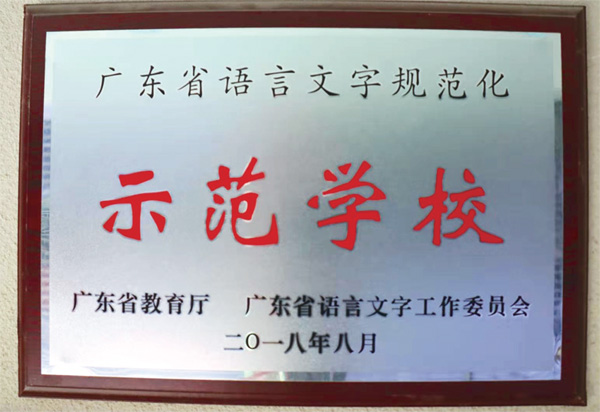 广东省语言文字规范化
示范学校
广东省教育厅 广东省语言文字工作委员会
二〇一八年八月